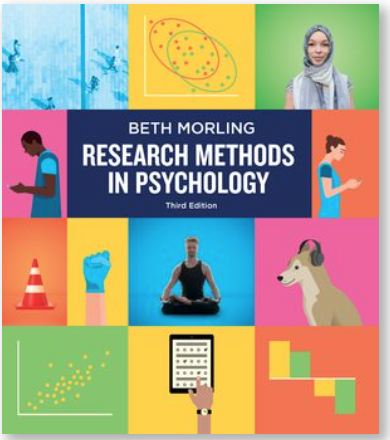 BETH MORLING
RESEARCH METHODS
IN PSYCHOLOGY
Third Edition